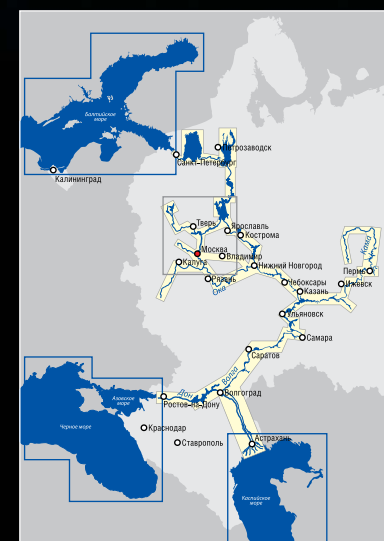 Балтийское
море
Петрозаводск
Санкт-Петербург
Калининград
Тверь
Ярославль
Кострома
Москва
Владимир
Калуга
Нижний Новгород
Рязань
Ока
Кама
Пермь
Ижевск
Чебоксары
Казань
Ульяновск
Самара
Саратов
Волга
Волгоград
Дон
Азовское
море
Ростов-на-Дону
Черное море
Краснодар
Ставрополь
Астрахань
Каспийское
море